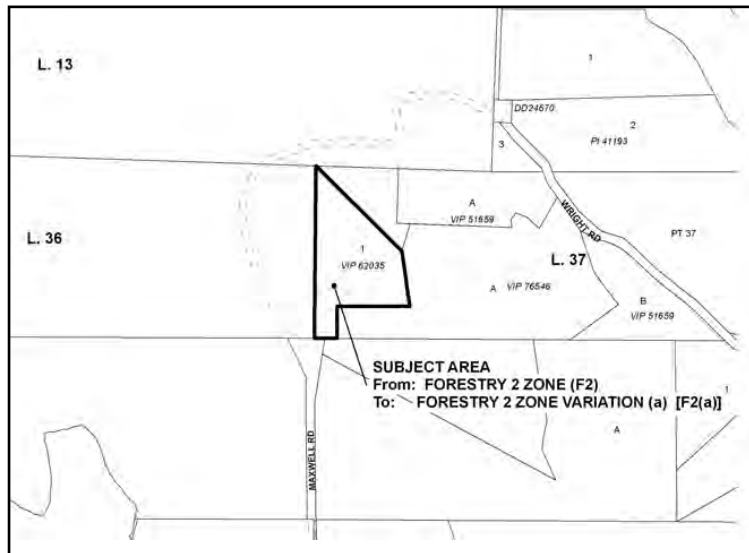 L. 13
1
DD24670
2
PI 41193
3
L. 36
A
VIP 51659
WRIGHT RD
PT 37
1
VIP 62035
L. 37
A VIP 76546
B
VIP 51659
SUBJECT AREA
From: FORESTRY 2 ZONE (F2)
To: FORESTRY 2 ZONE VARIATION (a) [F2(a)]
1
A
MAXWELL RD